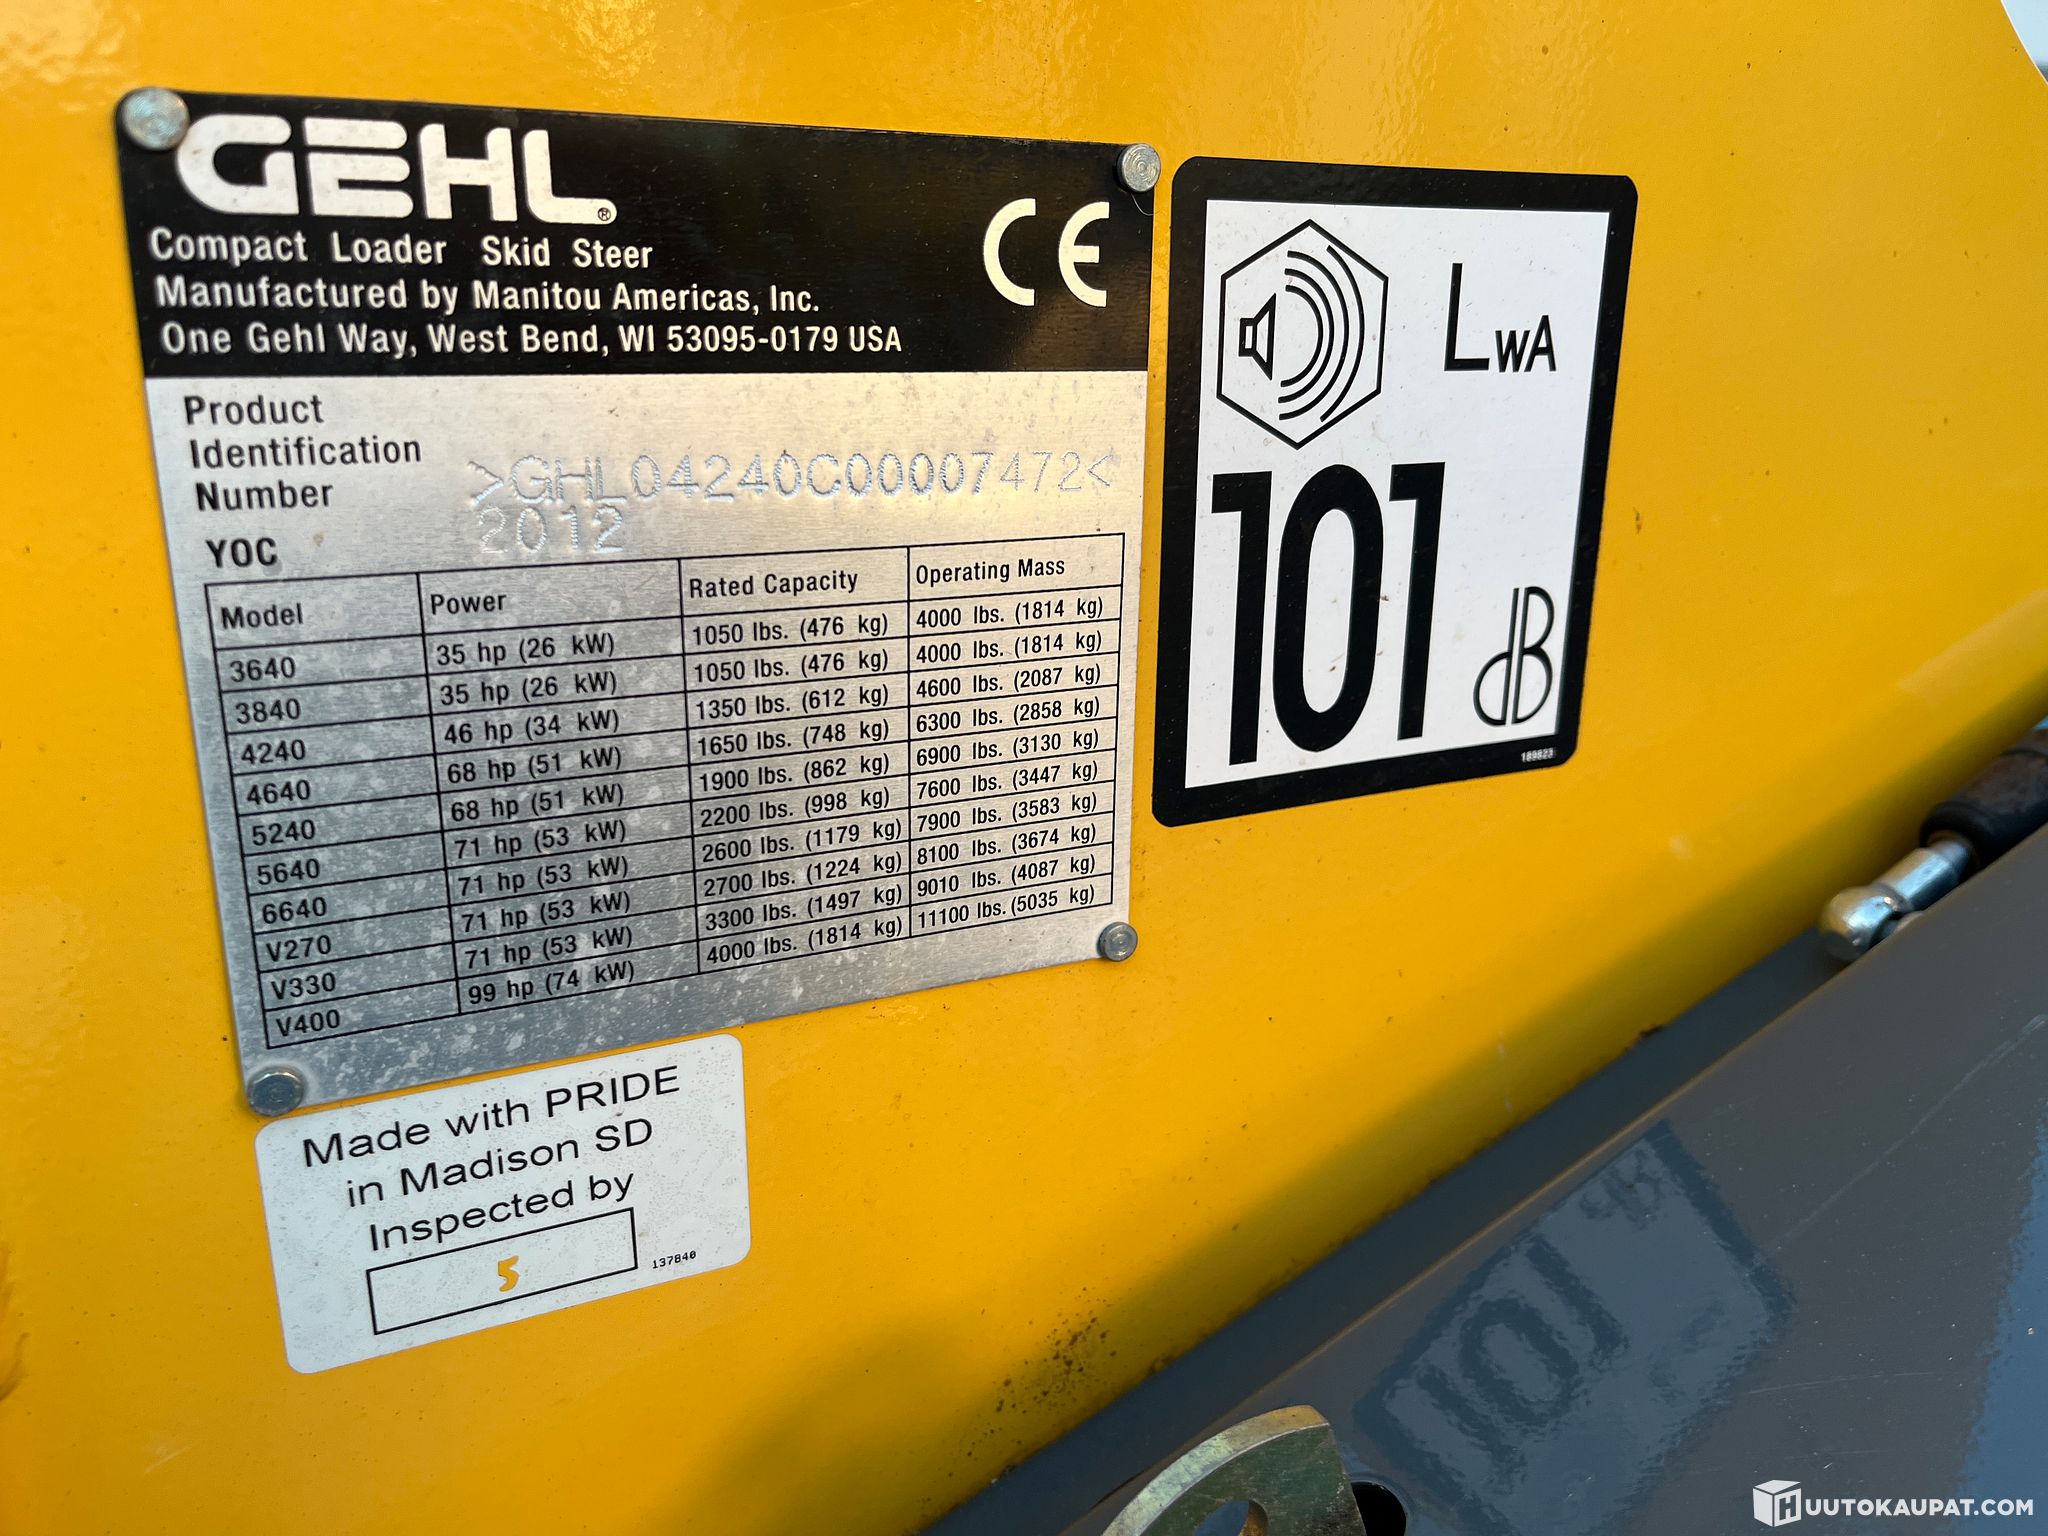 GEHL®
Compact Loader Skid Steer
Manufactured by Manitou Americas, Inc.
One Gehl Way, West Bend, WI 53095-0179 USA
CE
Product
Identification
Number >GHL04240C00007472<
YOC 2012
Model Power Rated Capacity Operating Mass
3640 35 hp (26 kW) 1050 lbs. (476 kg) 4000 lbs. (1814 kg)
3840 35 hp (26 kW) 1050 lbs. (476 kg) 4000 lbs. (1814 kg)
4240 46 hp (34 kW) 1350 lbs. (612 kg) 4600 lbs. (2087 kg)
4640 68 hp (51 kW) 1650 lbs. (748 kg) 6300 lbs. (2858 kg)
5240 68 hp (51 kW) 1900 lbs. (862 kg) 6900 lbs. (3130 kg)
5640 71 hp (53 kW) 2200 lbs. (998 kg) 7600 lbs. (3447 kg)
6640 71 hp (53 kW) 2600 lbs. (1179 kg) 7900 lbs. (3583 kg)
V270 71 hp (53 kW) 2700 lbs. (1224 kg) 8100 lbs. (3674 kg)
V330 71 hp (53 kW) 3300 lbs. (1497 kg) 9010 lbs. (4087 kg)
V400 99 hp (74 kW) 4000 lbs. (1814 kg) 11100 lbs. (5035 kg)
LWA
101 dB
189823
Made with PRIDE
in Madison SD
Inspected by
5
137840
HUUTOKAUPAT.COM